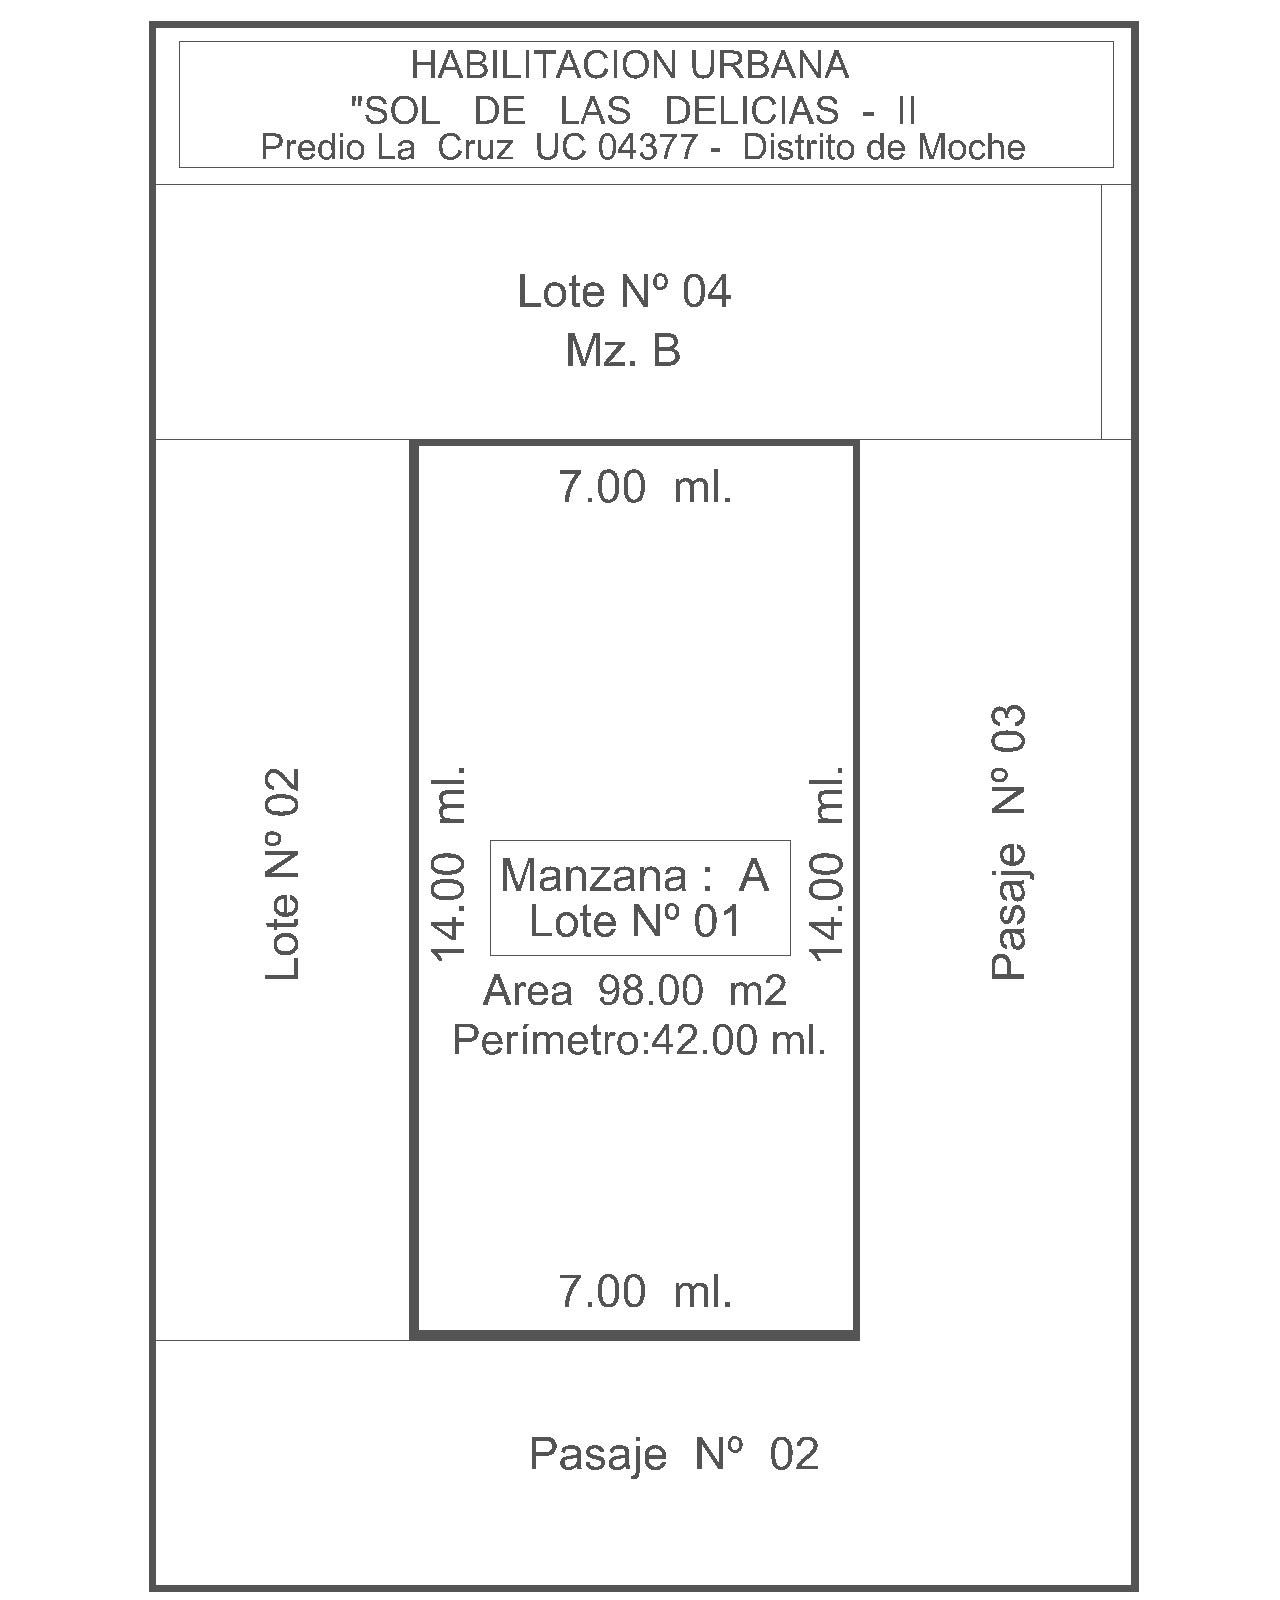 HABILITACION URBANA
"SOL DE LAS DELICIAS - II
Predio La Cruz UC 04377 - Distrito de Moche
Lote Nº 04
Mz. B
7.00 ml.
Lote Nº 02
14.00 ml.
Manzana : A
Lote Nº 01
Area 98.00 m2
Perímetro:42.00 ml.
14.00 ml.
Pasaje Nº 03
7.00 ml.
Pasaje Nº 02